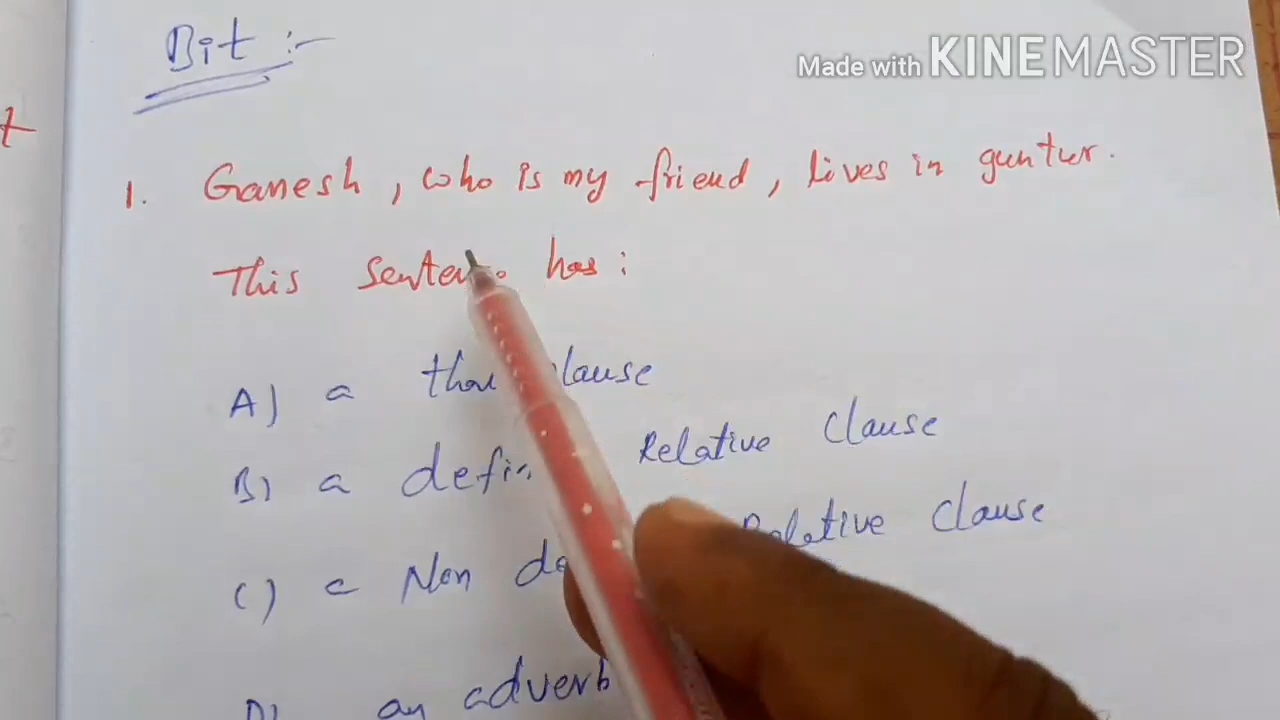 Bit :-
Made with KINEMASTER
1. Ganesh, who is my friend, lives in guntur.
This has :
A) a clause
B) a Relative Clause
C) a Non Relative Clause
D) an adverb